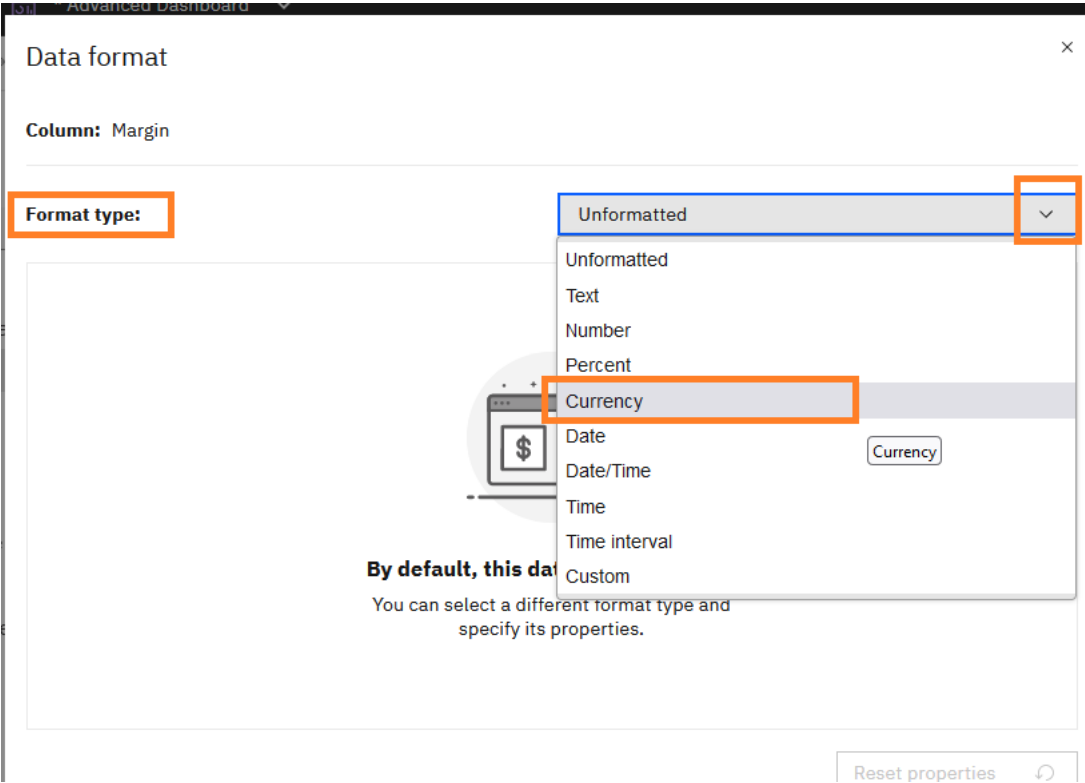 * Advanced Dashboard
Data format
Column: Margin
Format type:
Unformatted
Unformatted
Text
Number
Percent
Currency
Date
Currency
Date/Time
Time
Time interval
Custom
$
By default, this dat
You can select a different format type and
specify its properties.
Reset properties